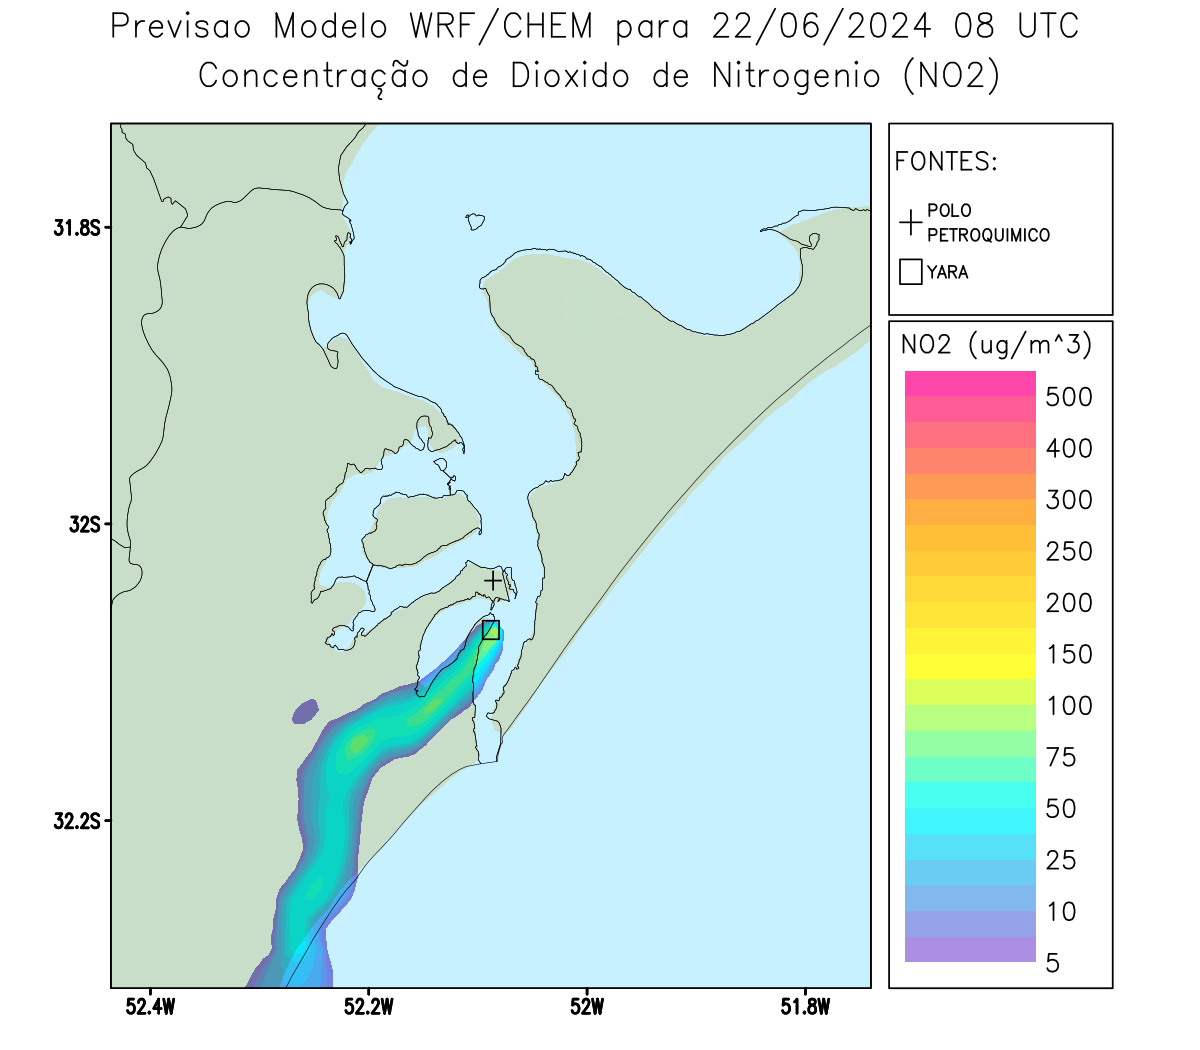 Previsao Modelo WRF/CHEM para 22/06/2024 08 UTC
Concentração de Dioxido de Nitrogenio (NO2)
FONTES:
POLO
PETROQUIMICO
YARA
NO2 (ug/m^3)
500
400
300
250
200
150
100
75
50
25
10
5
31.8S
32S
32.2S
52.4W
52.2W
52W
51.8W